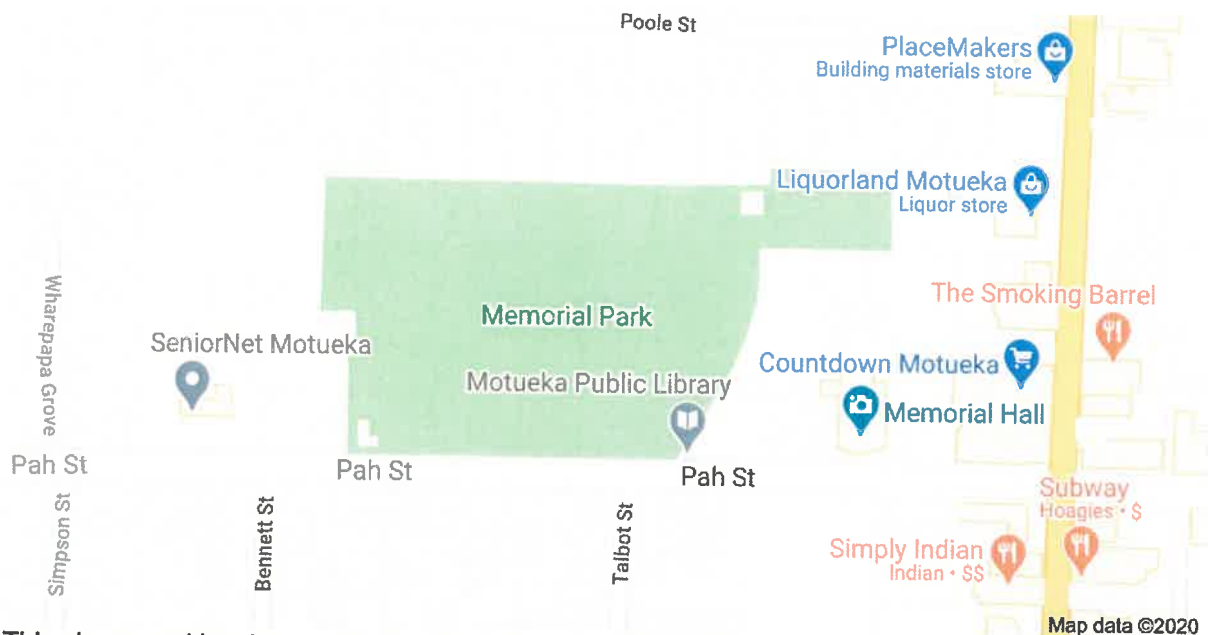 Poole St
PlaceMakers
Building materials store
Liquorland Motueka
Liquor store
Wharepapa Grove
The Smoking Barrel
Memorial Park
SeniorNet Motueka
Countdown Motueka
Motueka Public Library
Memorial Hall
Pah St
Pah St
Pah St
Simpson St
Bennett St
Talbot St
Subway
Hoagies • $
Simply Indian
Indian • $$
Map data ©2020